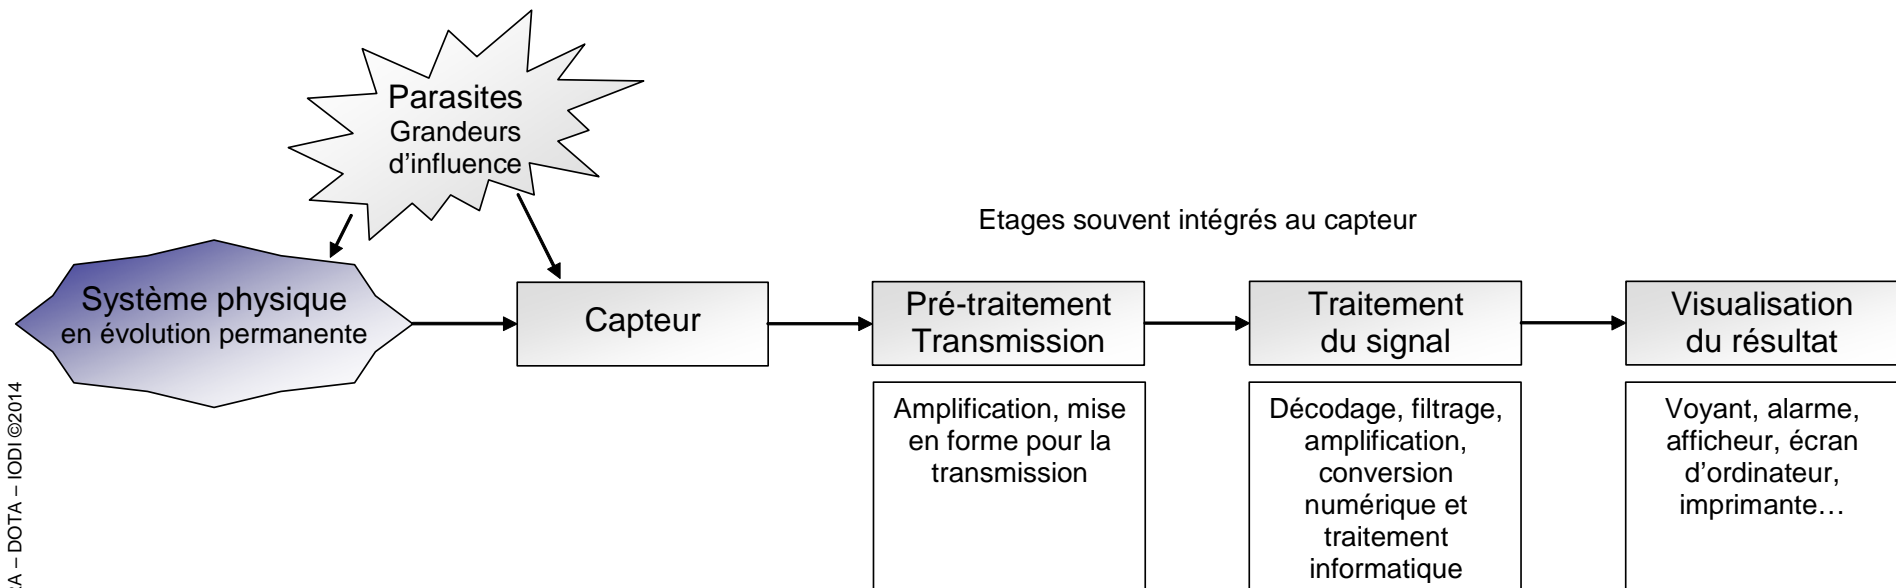 Parasites
Grandeurs
d'influence
Etages souvent intégrés au capteur
Système physique
en évolution permanente
Capteur
Pré-traitement
Transmission
Traitement
du signal
Visualisation
du résultat
Amplification, mise
en forme pour la
transmission
Décodage, filtrage,
amplification,
conversion
numérique et
traitement
informatique
Voyant, alarme,
afficheur, écran
d'ordinateur,
imprimante…
– DOTA – IODI ©2014